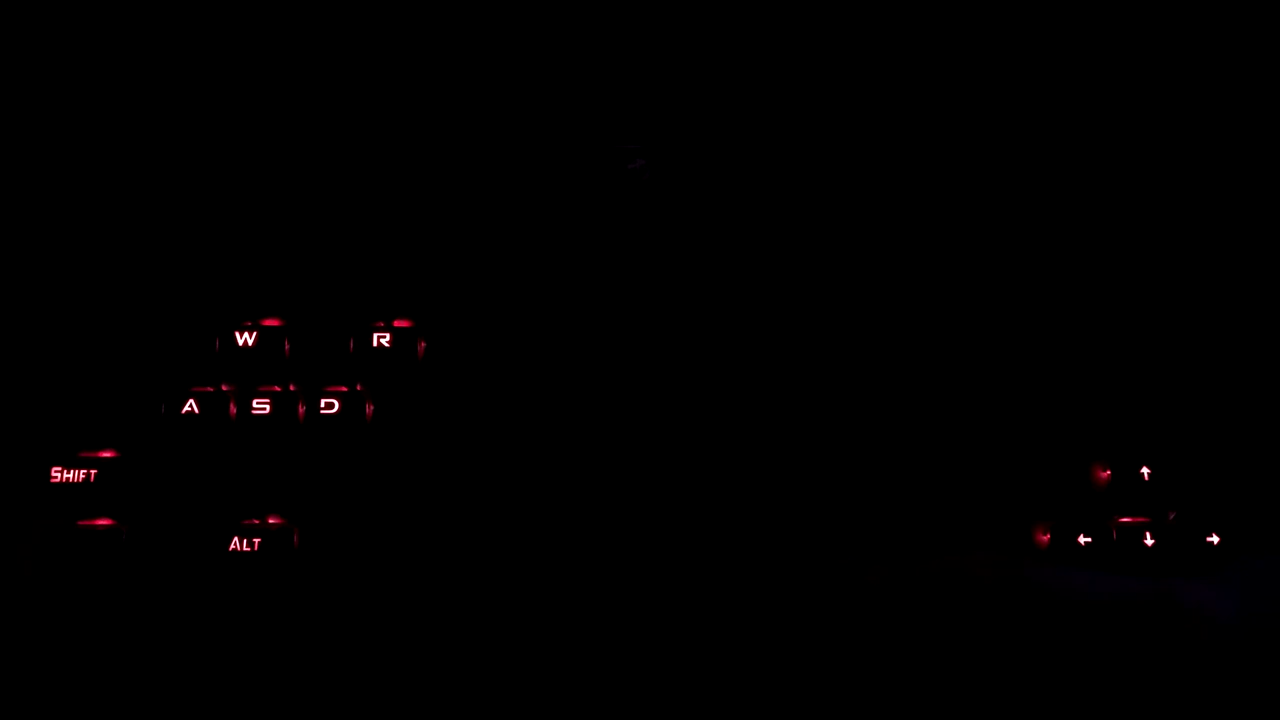 W R
A S D
Shift ↑
Alt ← ↓ →